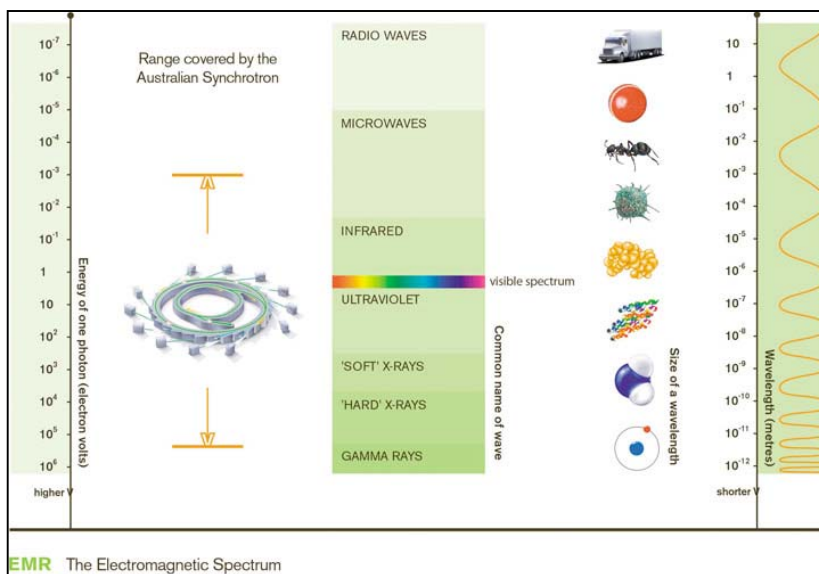 10⁻⁷
10⁻⁶
10⁻⁵
10⁻⁴
10⁻³
10⁻²
10⁻¹
1
10
10²
10³
10⁴
10⁵
10⁶
higher V
Energy of one photon (electron volts)
Range covered by the
Australian Synchrotron
RADIO WAVES
MICROWAVES
INFRARED
visible spectrum
ULTRAVIOLET
'SOFT' X-RAYS
'HARD' X-RAYS
GAMMA RAYS
Common name of wave
Size of a wavelength
10
1
10⁻¹
10⁻²
10⁻³
10⁻⁴
10⁻⁵
10⁻⁶
10⁻⁷
10⁻⁸
10⁻⁹
10⁻¹⁰
10⁻¹¹
10⁻¹²
shorter V
Wavelength (metres)
EMR The Electromagnetic Spectrum